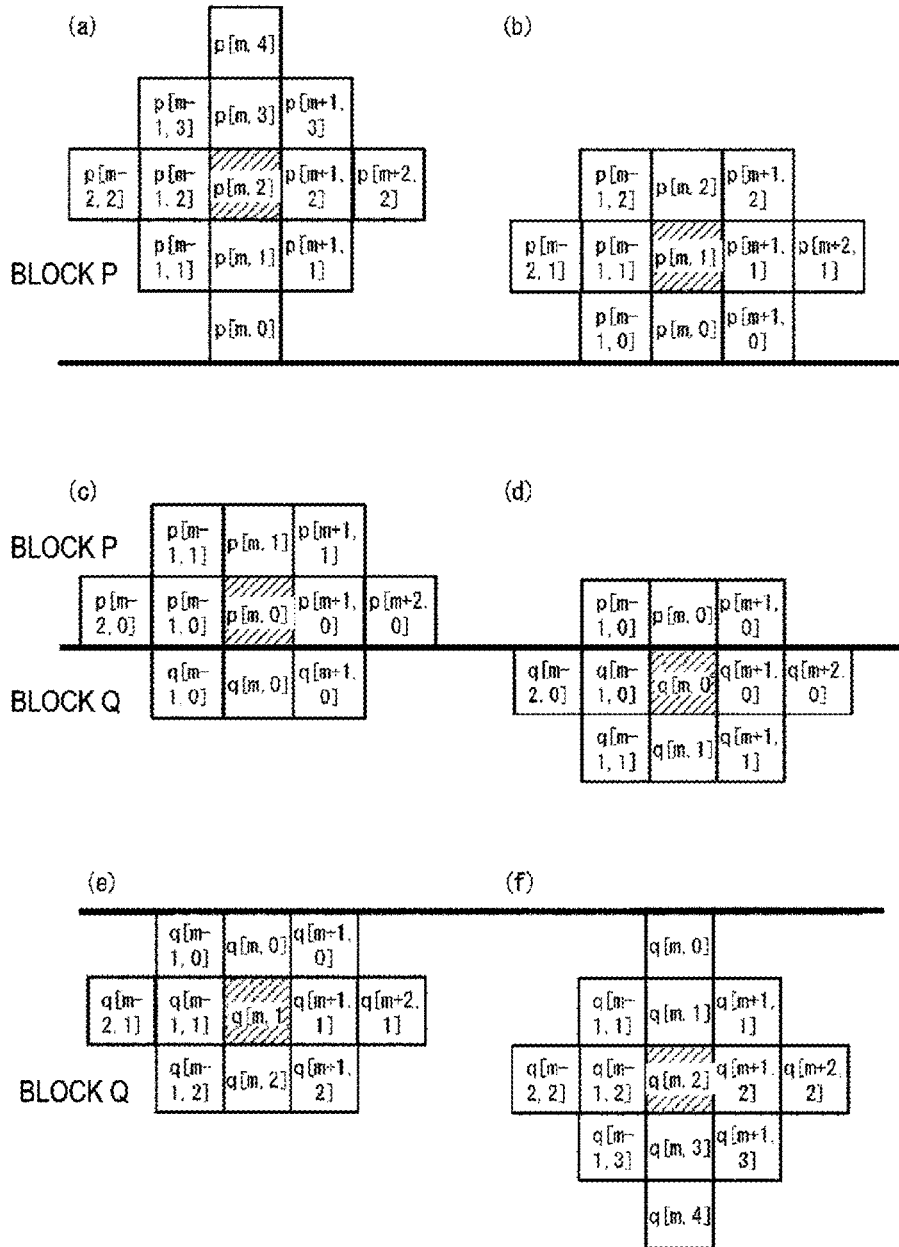 (a)
p[m, 4]
p[m-
1, 3]
p[m, 3]
p[m+1,
3]
p[m-
2, 2]
p[m-
1, 2]
p[m, 2]
p[m+1,
2]
p[m+2,
2]
p[m-
1, 1]
p[m, 1]
p[m+1,
1]
BLOCK P
p[m, 0]
(b)
p[m-
1, 2]
p[m, 2]
p[m+1,
2]
p[m-
2, 1]
p[m-
1, 1]
p[m, 1]
p[m+1,
1]
p[m+2,
1]
p[m-
1, 0]
p[m, 0]
p[m+1,
0]
(c)
BLOCK P
p[m-
1, 1]
p[m, 1]
p[m+1,
1]
p[m-
2, 0]
p[m-
1, 0]
p[m, 0]
p[m+1,
0]
p[m+2,
0]
BLOCK Q
q[m-
1, 0]
q[m, 0]
q[m+1,
0]
(d)
p[m-
1, 0]
p[m, 0]
p[m+1,
0]
q[m-
2, 0]
q[m-
1, 0]
q[m, 0
q[m+1,
0]
q[m+2,
0]
q[m-
1, 1]
q[m, 1]
q[m+1,
1]
(e)
q[m-
1, 0]
q[m, 0]
q[m+1,
0]
q[m-
2, 1]
q[m-
1, 1]
q[m, 1
q[m+1,
1]
q[m+2,
1]
BLOCK Q
q[m-
1, 2]
q[m, 2]
q[m+1,
2]
(f)
q[m, 0]
q[m-
1, 1]
q[m, 1]
q[m+1,
1]
q[m-
2, 2]
q[m-
1, 2]
q[m, 2]
q[m+1,
2]
q[m+2,
2]
q[m-
1, 3]
q[m, 3]
q[m+1,
3]
q[m, 4]